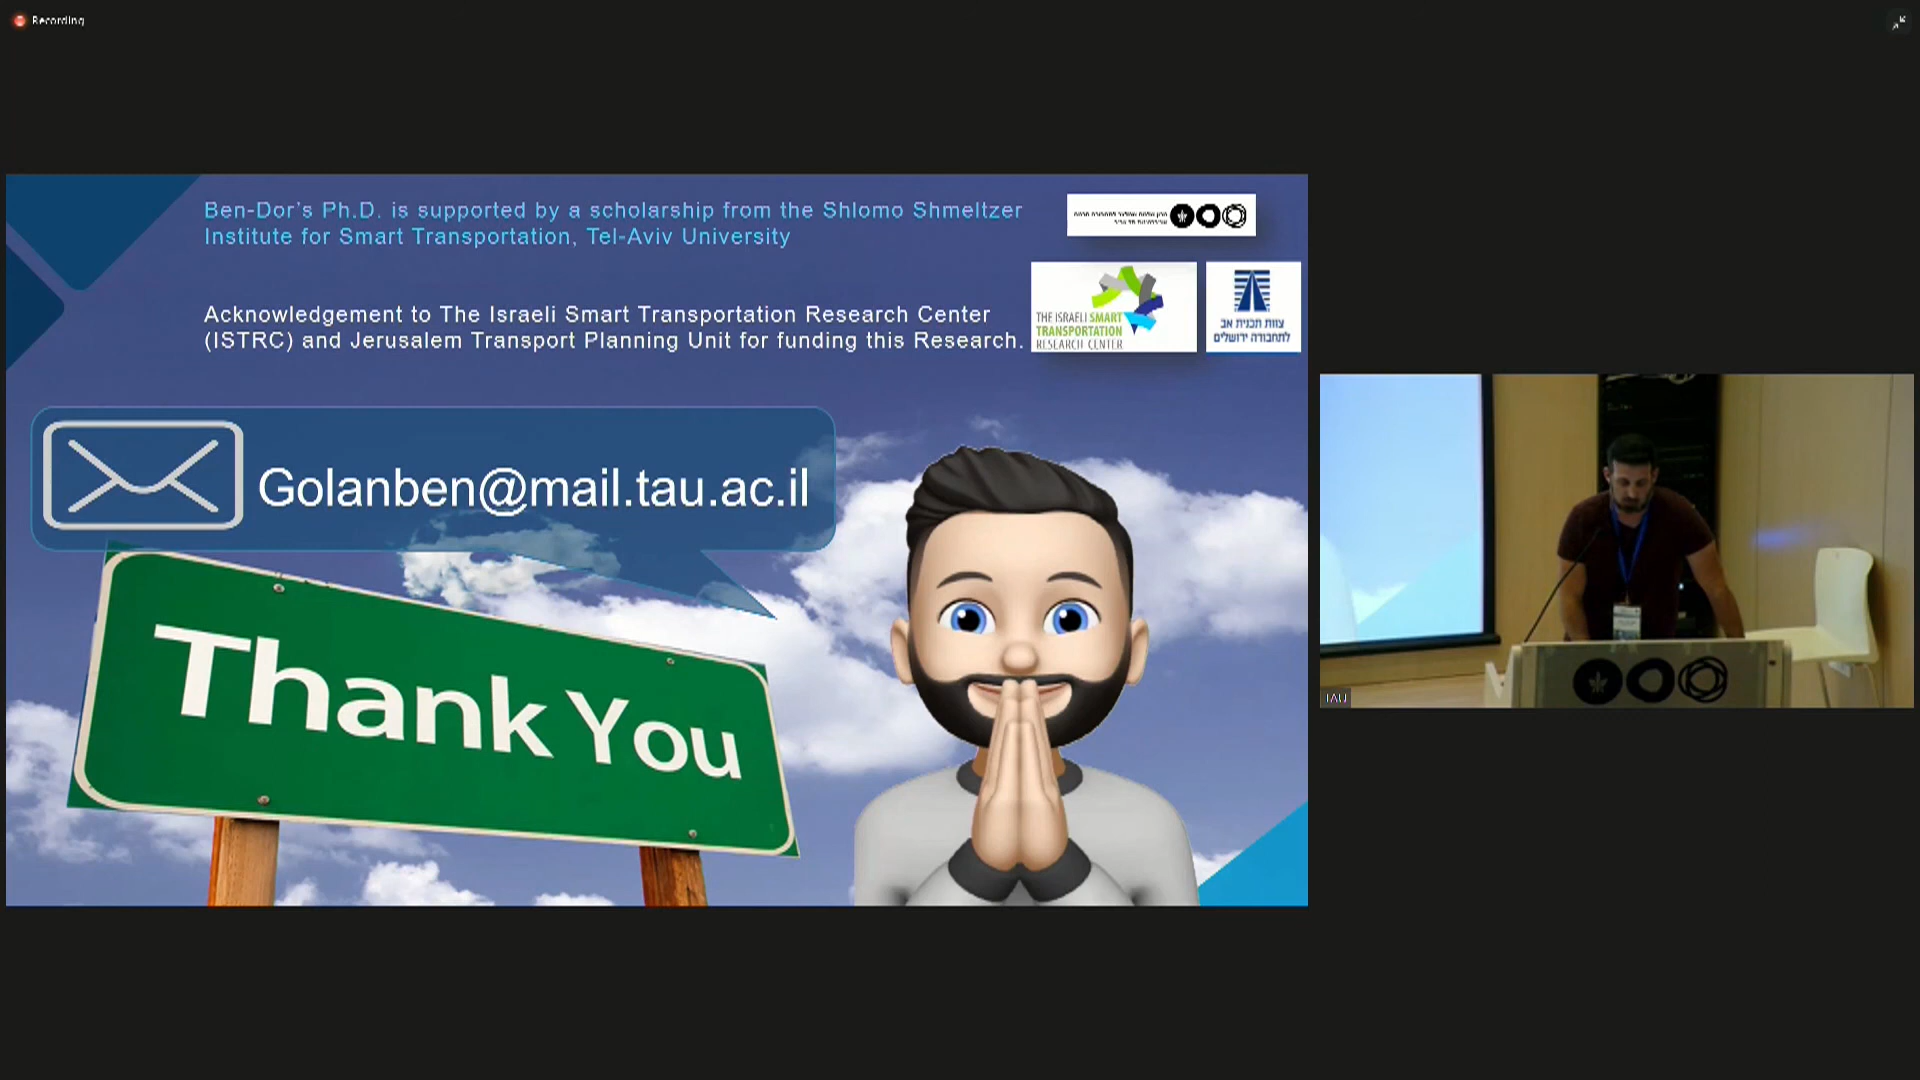 Recording
Ben-Dor's Ph.D. is supported by a scholarship from the Shlomo Shmeltzer
Institute for Smart Transportation, Tel-Aviv University
Acknowledgement to The Israeli Smart Transportation Research Center
(ISTRC) and Jerusalem Transport Planning Unit for funding this Research.
THE ISRAELI SMART
TRANSPORTATION
RESEARCH CENTER
צוות תכנית אב
לתחבורה ירושלים
Golanben@mail.tau.ac.il
Thank You
TAU